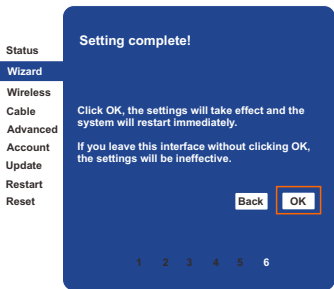 Setting complete!
Status
Wizard
Wireless
Cable
Advanced
Account
Update
Restart
Reset
Click OK, the settings will take effect and the
system will restart immediately.
If you leave this interface without clicking OK,
the settings will be ineffective.
Back OK
1 2 3 4 5 6